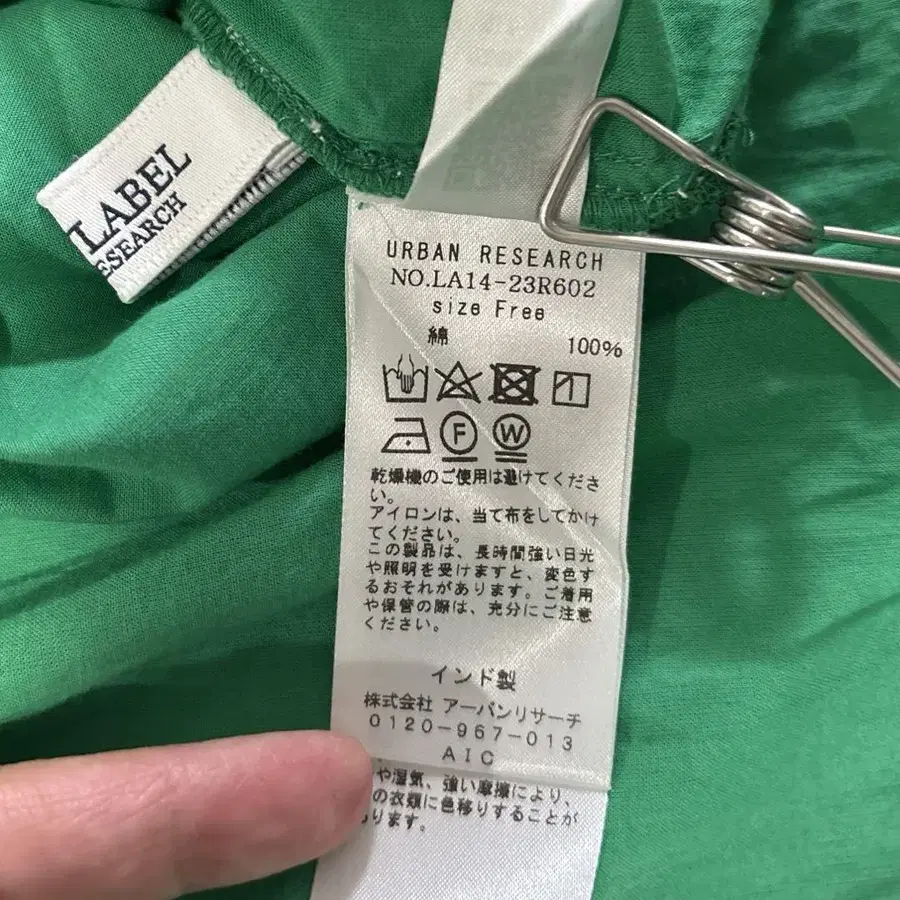 LABEL
ESEARCH
URBAN RESEARCH
NO.LA14-23R602
size Free
綿 100%
F W
乾燥機のご使用は避けてくださ
い。
アイロンは、当て布をしてかけ
てください。
この製品は、長時間強い日光
や照明を受けますと、変色す
るおそれがあります。ご着用
や保管の際は、充分にご注意
ください。
インド製
株式会社 アーバンリサーチ
0120-967-013
AIC
や湿気、強い摩擦により、
の衣類に色移りすることが
ります。